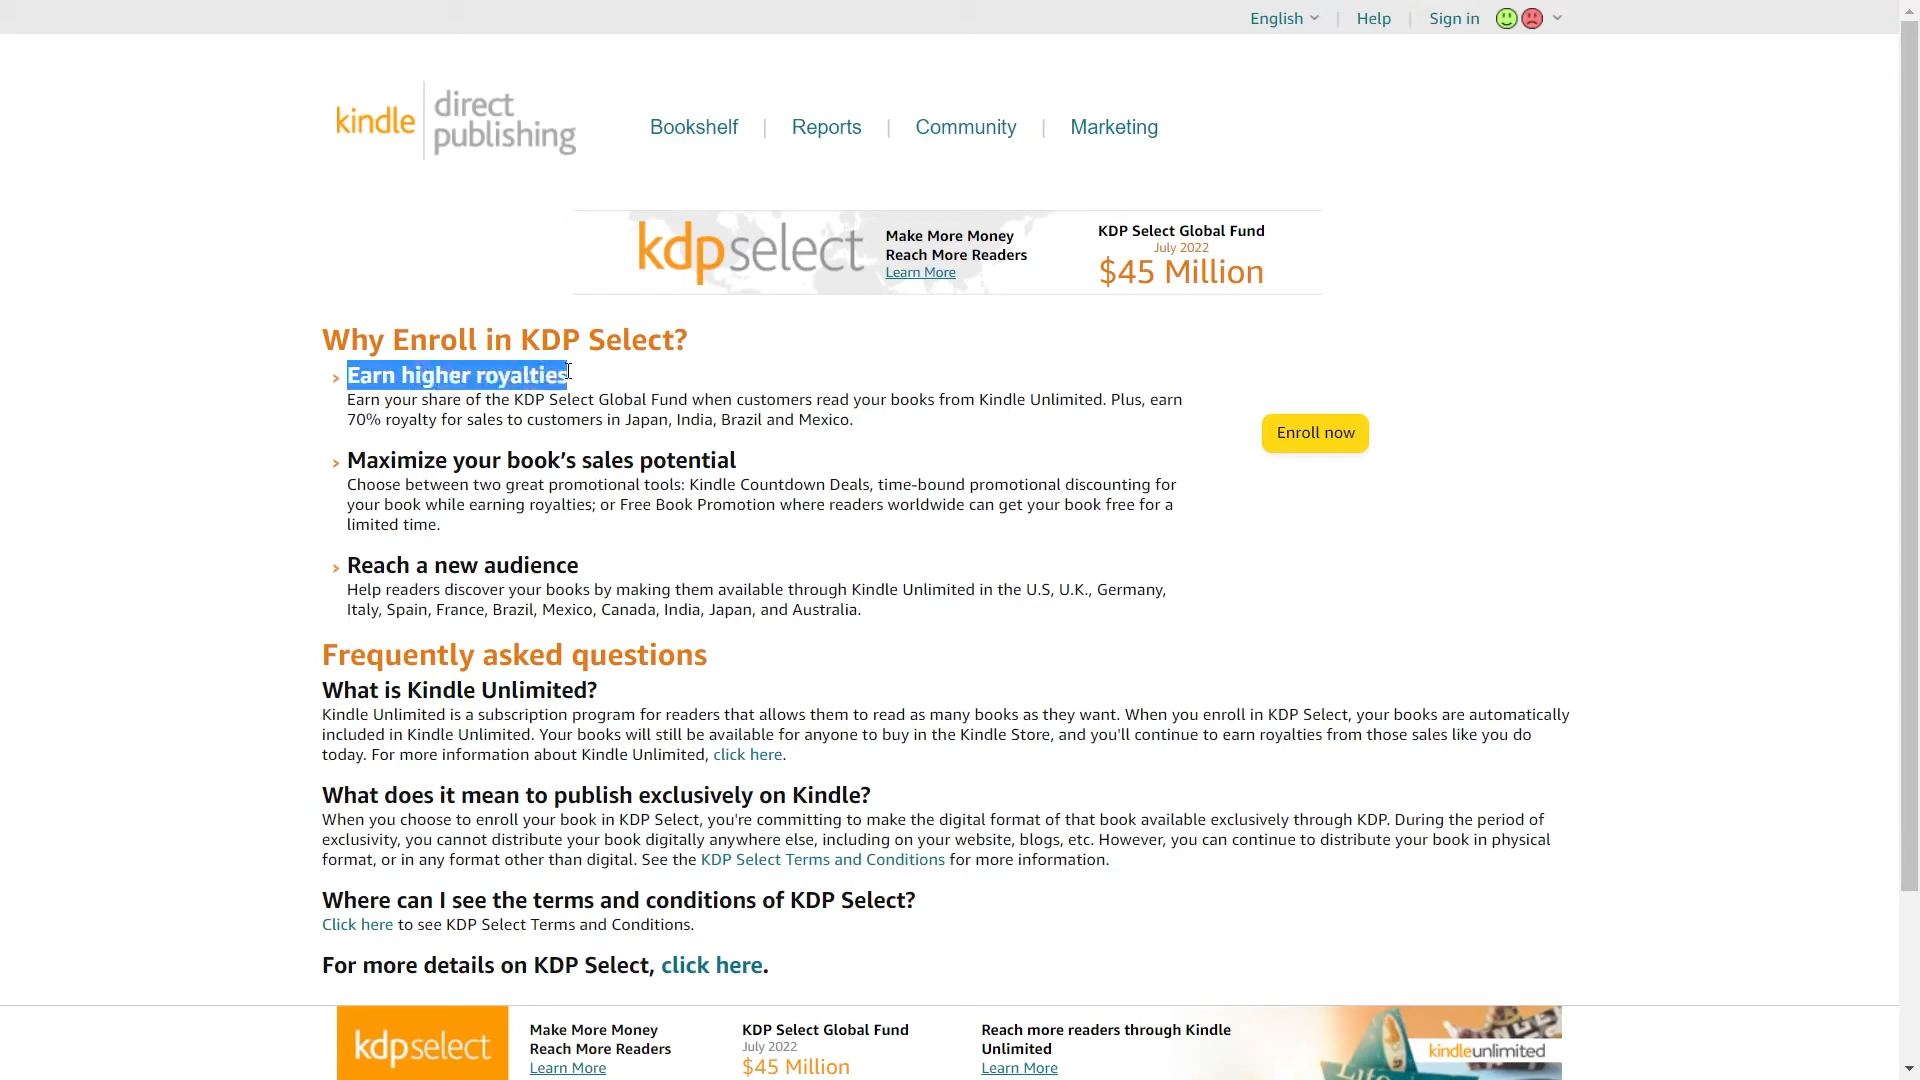 English | Help | Sign in
kindle direct publishing
Bookshelf | Reports | Community | Marketing
kdpselect
Make More Money
Reach More Readers
Learn More
KDP Select Global Fund
July 2022
$45 Million
Why Enroll in KDP Select?
Earn higher royalties
Earn your share of the KDP Select Global Fund when customers read your books from Kindle Unlimited. Plus, earn
70% royalty for sales to customers in Japan, India, Brazil and Mexico.
Enroll now
Maximize your book’s sales potential
Choose between two great promotional tools: Kindle Countdown Deals, time-bound promotional discounting for
your book while earning royalties; or Free Book Promotion where readers worldwide can get your book free for a
limited time.
Reach a new audience
Help readers discover your books by making them available through Kindle Unlimited in the U.S, U.K., Germany,
Italy, Spain, France, Brazil, Mexico, Canada, India, Japan, and Australia.
Frequently asked questions
What is Kindle Unlimited?
Kindle Unlimited is a subscription program for readers that allows them to read as many books as they want. When you enroll in KDP Select, your books are automatically
included in Kindle Unlimited. Your books will still be available for anyone to buy in the Kindle Store, and you'll continue to earn royalties from those sales like you do
today. For more information about Kindle Unlimited, click here.
What does it mean to publish exclusively on Kindle?
When you choose to enroll your book in KDP Select, you're committing to make the digital format of that book available exclusively through KDP. During the period of
exclusivity, you cannot distribute your book digitally anywhere else, including on your website, blogs, etc. However, you can continue to distribute your book in physical
format, or in any format other than digital. See the KDP Select Terms and Conditions for more information.
Where can I see the terms and conditions of KDP Select?
Click here to see KDP Select Terms and Conditions.
For more details on KDP Select, click here.
kdpselect
Make More Money
Reach More Readers
Learn More
KDP Select Global Fund
July 2022
$45 Million
Reach more readers through Kindle
Unlimited
Learn More
kindleunlimited